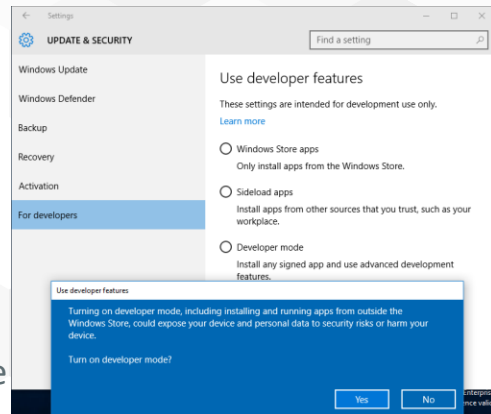 Settings
UPDATE & SECURITY
Find a setting
Windows Update
Windows Defender
Backup
Recovery
Activation
For developers
Use developer features
These settings are intended for development use only.
Learn more
Windows Store apps
Only install apps from the Windows Store.
Sideload apps
Install apps from other sources that you trust, such as your
workplace.
Developer mode
Install any signed app and use advanced development
features.
Use developer features
Turning on developer mode, including installing and running apps from outside the
Windows Store, could expose your device and personal data to security risks or harm your
device.
Turn on developer mode?
Yes
No
e
Enterpris
nce valid